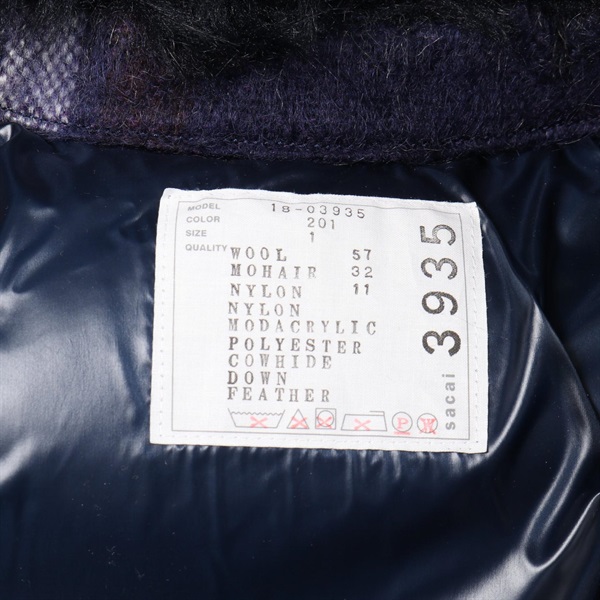 MODEL 18-03935
COLOR 201
SIZE 1
QUALITY
WOOL 57
MOHAIR 32
NYLON 11
NYLON
MODACRYLIC
POLYESTER
COWHIDE
DOWN
FEATHER
P W
sacai 3935